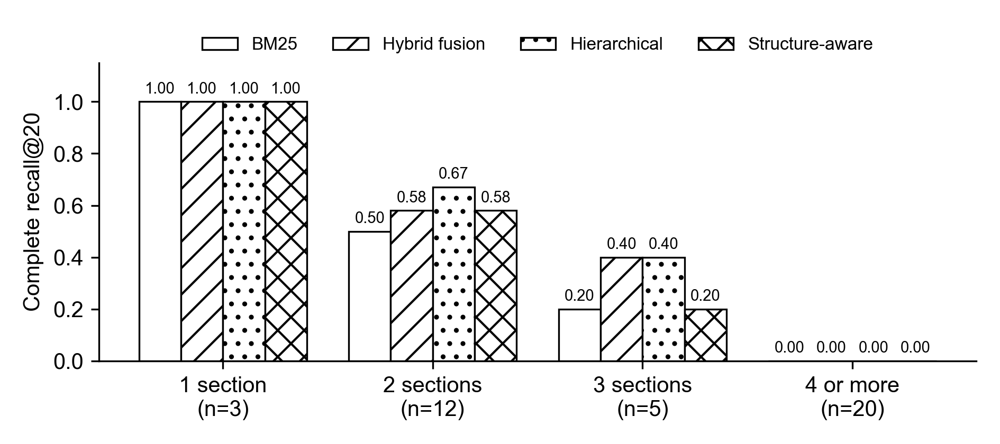 BM25 Hybrid fusion Hierarchical Structure-aware
Complete recall@20
1.0
0.8
0.6
0.4
0.2
0.0
1.00 1.00 1.00 1.00
0.50 0.58 0.67 0.58
0.20 0.40 0.40 0.20
0.00 0.00 0.00 0.00
1 section
(n=3)
2 sections
(n=12)
3 sections
(n=5)
4 or more
(n=20)